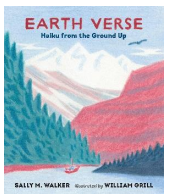 EARTH VERSE
Haiku from the Ground Up
SALLY M. WALKER illustrated by WILLIAM GRILL